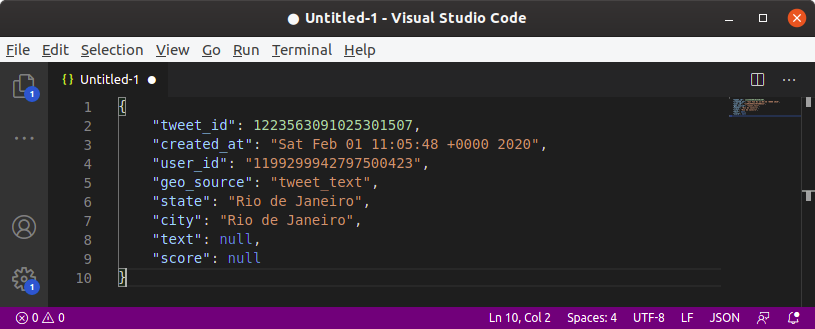 ● Untitled-1 - Visual Studio Code
File Edit Selection View Go Run Terminal Help
{ } Untitled-1 ●
1 {
2 "tweet_id": 1223563091025301507,
3 "created_at": "Sat Feb 01 11:05:48 +0000 2020",
4 "user_id": "1199299942797500423",
5 "geo_source": "tweet_text",
6 "state": "Rio de Janeiro",
7 "city": "Rio de Janeiro",
8 "text": null,
9 "score": null
10 }
1
1
0 0 Ln 10, Col 2 Spaces: 4 UTF-8 LF JSON